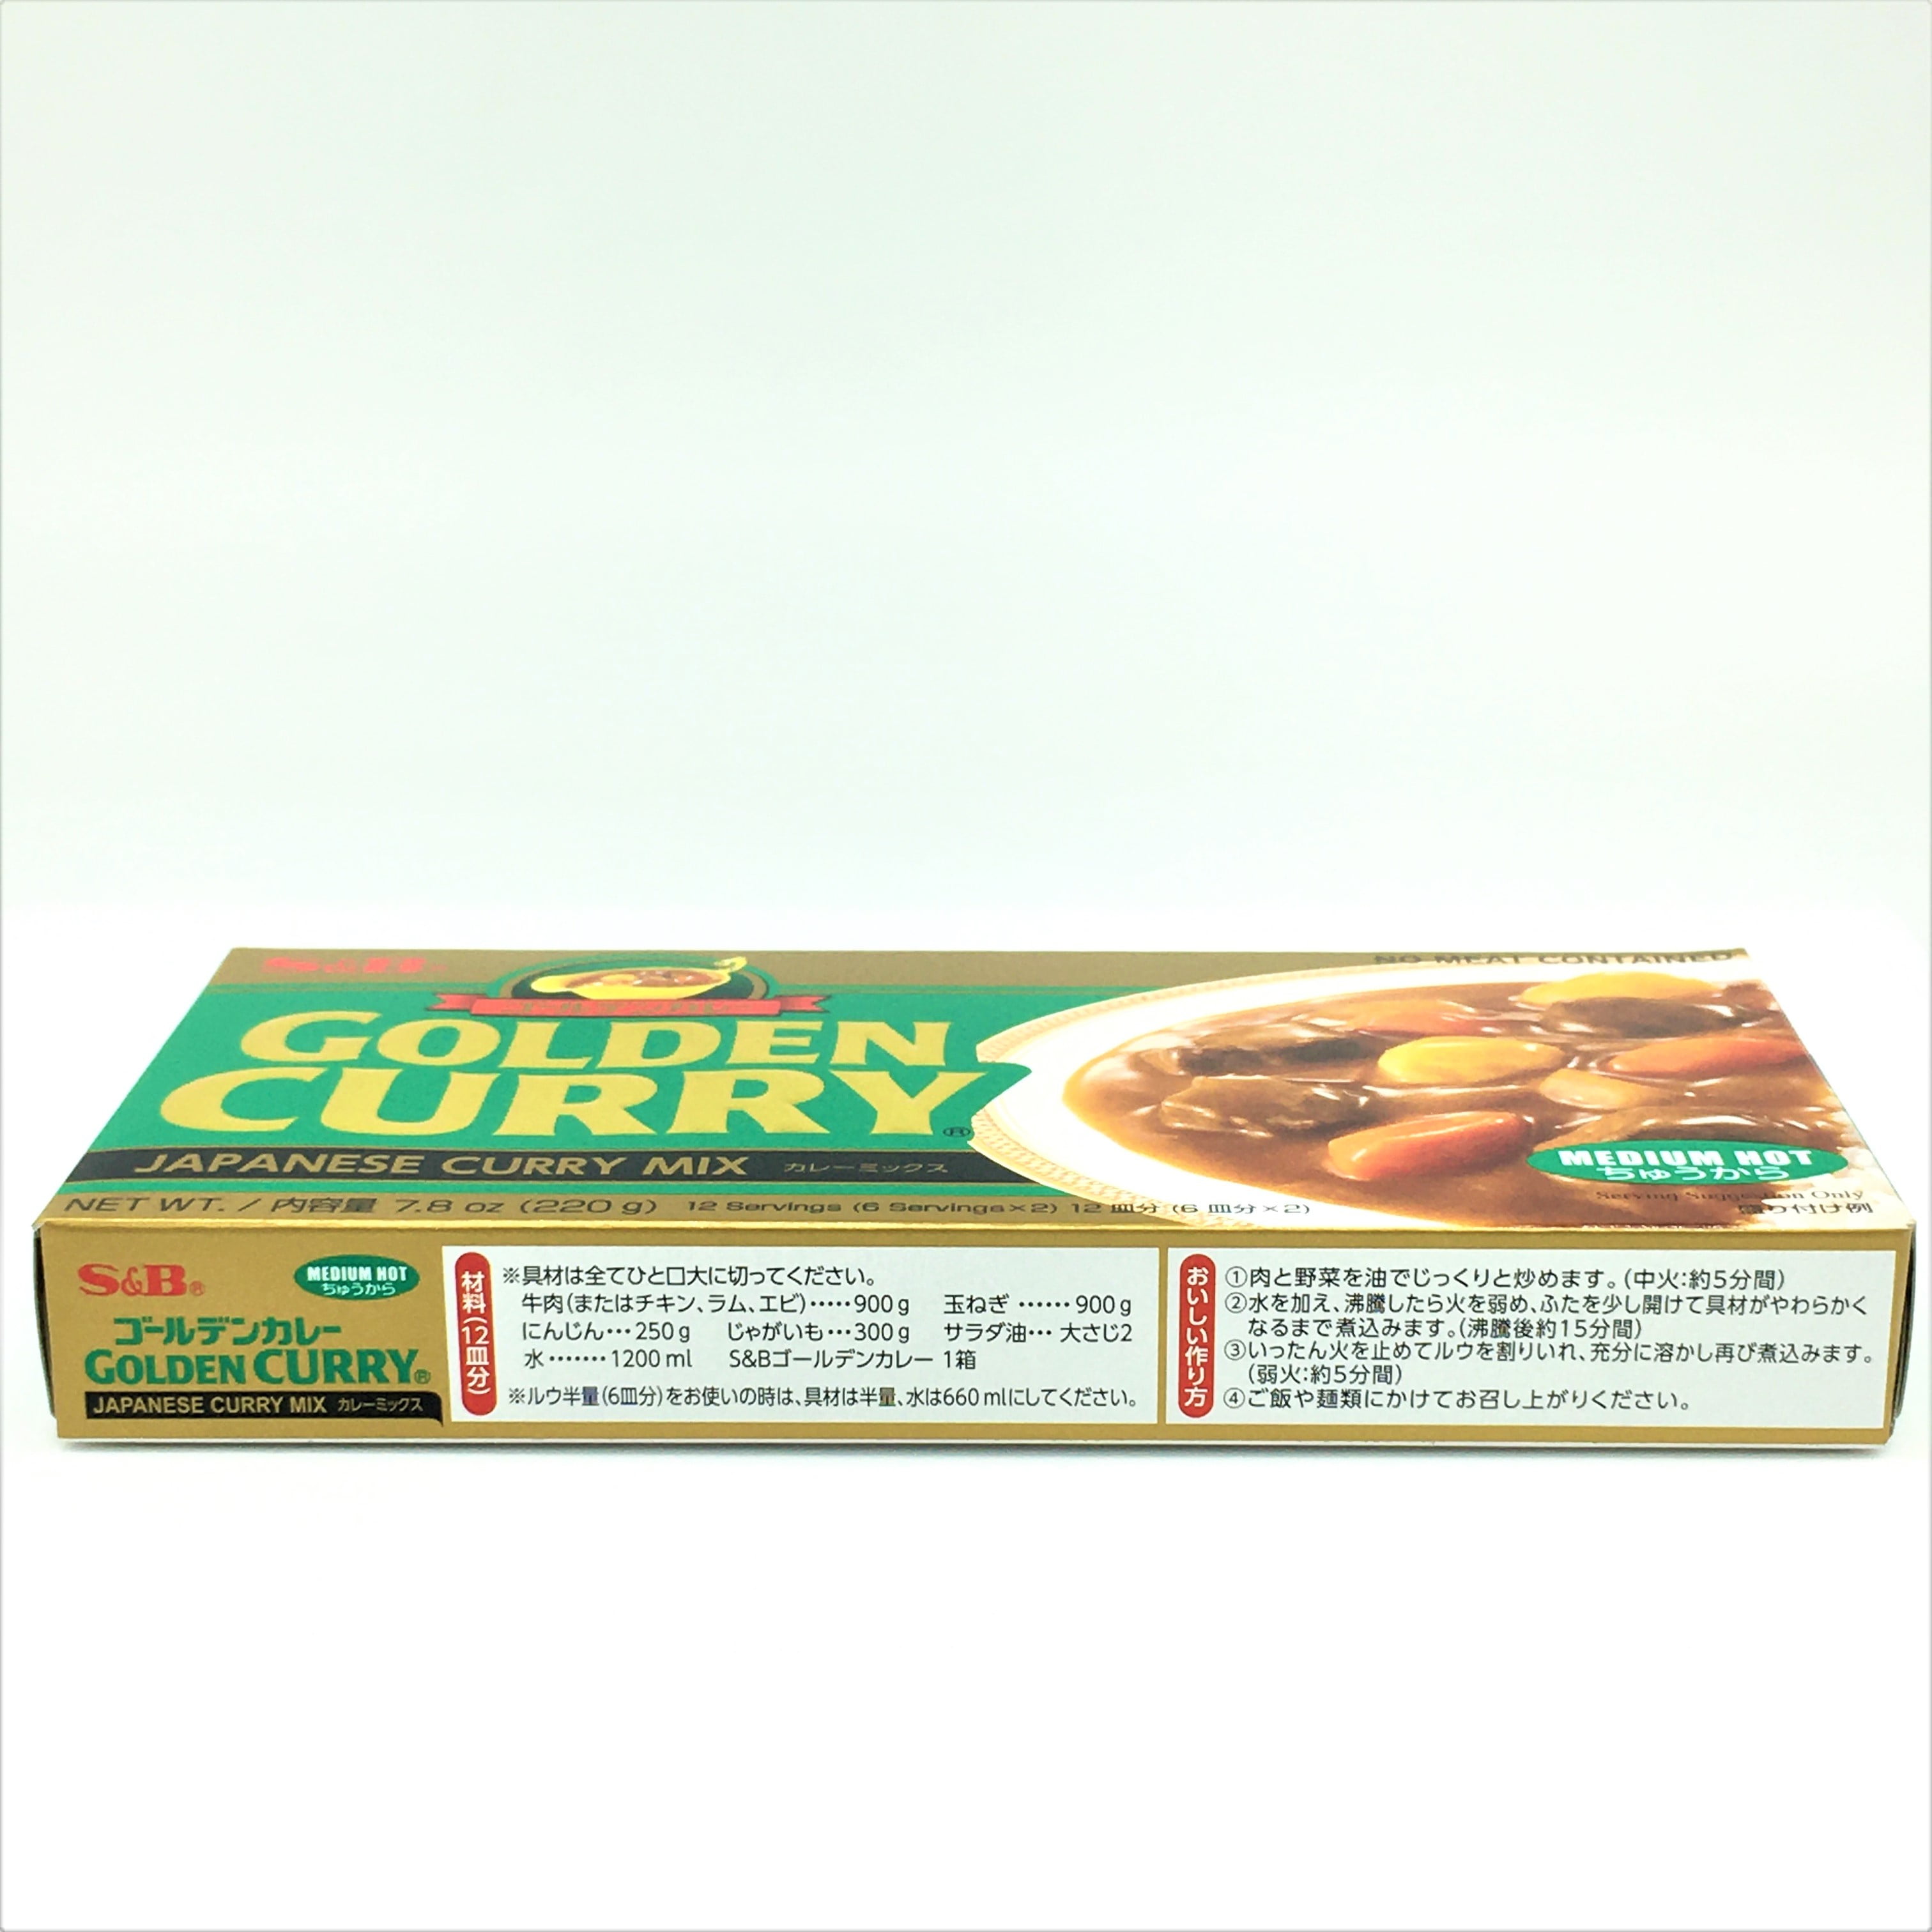 NO MEAT CONTAINED
GOLDEN
CURRY®
JAPANESE CURRY MIX カレーミックス
MEDIUM HOT
ちゅうから
Serving Suggestion Only
盛り付け例
NET WT. / 内容量 7.8 oz (220 g) 12 Servings (6 Servings×2) 12 皿分 (6 皿分×2)
S&B®
MEDIUM HOT
ちゅうから
ゴールデンカレー
GOLDEN CURRY®
JAPANESE CURRY MIX カレーミックス
材料(12皿分)
※具材は全てひと口大に切ってください。
牛肉(またはチキン、ラム、エビ)・・・・・900g 玉ねぎ・・・・・・900g
にんじん・・・250g じゃがいも・・・300g サラダ油・・・大さじ2
水・・・・・・・1200ml S&Bゴールデンカレー 1箱
※ルウ半量(6皿分)をお使いの時は、具材は半量、水は660mlにしてください。
おいしい作り方
①肉と野菜を油でじっくりと炒めます。(中火:約5分間)
②水を加え、沸騰したら火を弱め、ふたを少し開けて具材がやわらかく
なるまで煮込みます。(沸騰後約15分間)
③いったん火を止めてルウを割りいれ、充分に溶かし再び煮込みます。
(弱火:約5分間)
④ご飯や麺類にかけてお召し上がりください。